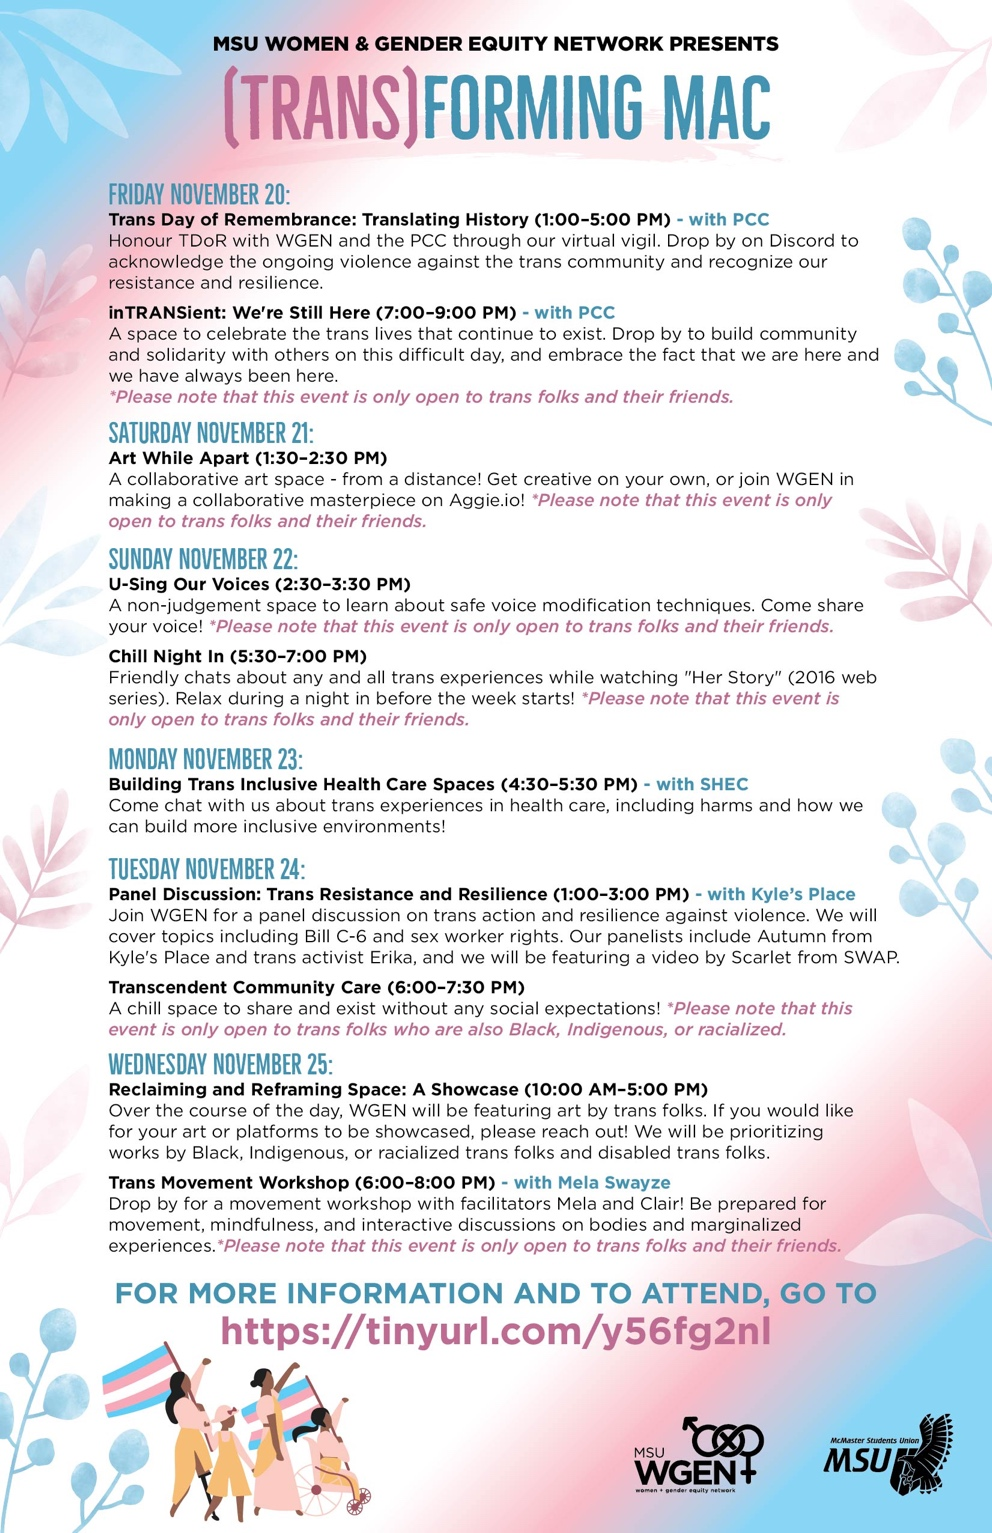 MSU WOMEN & GENDER EQUITY NETWORK PRESENTS
(TRANS)FORMING MAC
FRIDAY NOVEMBER 20:
Trans Day of Remembrance: Translating History (1:00–5:00 PM) - with PCC
Honour TDoR with WGEN and the PCC through our virtual vigil. Drop by on Discord to
acknowledge the ongoing violence against the trans community and recognize our
resistance and resilience.
inTRANSient: We're Still Here (7:00–9:00 PM) - with PCC
A space to celebrate the trans lives that continue to exist. Drop by to build community
and solidarity with others on this difficult day, and embrace the fact that we are here and
we have always been here.
*Please note that this event is only open to trans folks and their friends.
SATURDAY NOVEMBER 21:
Art While Apart (1:30–2:30 PM)
A collaborative art space - from a distance! Get creative on your own, or join WGEN in
making a collaborative masterpiece on Aggie.io! *Please note that this event is only
open to trans folks and their friends.
SUNDAY NOVEMBER 22:
U-Sing Our Voices (2:30–3:30 PM)
A non-judgement space to learn about safe voice modification techniques. Come share
your voice! *Please note that this event is only open to trans folks and their friends.
Chill Night In (5:30–7:00 PM)
Friendly chats about any and all trans experiences while watching "Her Story" (2016 web
series). Relax during a night in before the week starts! *Please note that this event is
only open to trans folks and their friends.
MONDAY NOVEMBER 23:
Building Trans Inclusive Health Care Spaces (4:30–5:30 PM) - with SHEC
Come chat with us about trans experiences in health care, including harms and how we
can build more inclusive environments!
TUESDAY NOVEMBER 24:
Panel Discussion: Trans Resistance and Resilience (1:00–3:00 PM) - with Kyle's Place
Join WGEN for a panel discussion on trans action and resilience against violence. We will
cover topics including Bill C-6 and sex worker rights. Our panelists include Autumn from
Kyle's Place and trans activist Erika, and we will be featuring a video by Scarlet from SWAP.
Transcendent Community Care (6:00–7:30 PM)
A chill space to share and exist without any social expectations! *Please note that this
event is only open to trans folks who are also Black, Indigenous, or racialized.
WEDNESDAY NOVEMBER 25:
Reclaiming and Reframing Space: A Showcase (10:00 AM–5:00 PM)
Over the course of the day, WGEN will be featuring art by trans folks. If you would like
for your art or platforms to be showcased, please reach out! We will be prioritizing
works by Black, Indigenous, or racialized trans folks and disabled trans folks.
Trans Movement Workshop (6:00–8:00 PM) - with Mela Swayze
Drop by for a movement workshop with facilitators Mela and Clair! Be prepared for
movement, mindfulness, and interactive discussions on bodies and marginalized
experiences.*Please note that this event is only open to trans folks and their friends.
FOR MORE INFORMATION AND TO ATTEND, GO TO
https://tinyurl.com/y56fg2nl
MSU
WGEN
women + gender equity network
McMaster Students Union
MSU